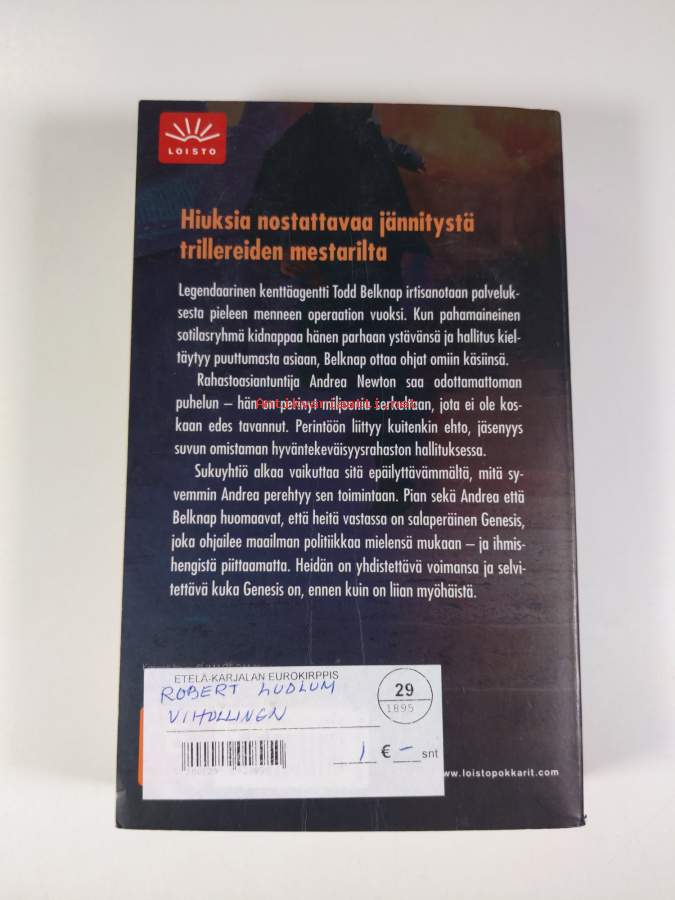 LOISTO
Hiuksia nostattavaa jännitystä
trillereiden mestarilta
Legendaarinen kenttäagentti Todd Belknap irtisanotaan palveluk-
sesta pieleen menneen operaation vuoksi. Kun pahamaineinen
sotilasryhmä kidnappaa hänen parhaan ystävänsä ja hallitus kiel-
täytyy puuttumasta asiaan, Belknap ottaa ohjat omiin käsiinsä.
Rahastoasiantuntija Andrea Newton saa odottamattoman
puhelun – hän on perinyt miljoonia serkultaan, jota ei ole kos-
kaan edes tavannut. Perintöön liittyy kuitenkin ehto, jäsenyys
suvun omistaman hyväntekeväisyysrahaston hallituksessa.
Sukuyhtiö alkaa vaikuttaa sitä epäilyttävämmältä, mitä sy-
vemmin Andrea perehtyy sen toimintaan. Pian sekä Andrea että
Belknap huomaavat, että heitä vastassa on salaperäinen Genesis,
joka ohjailee maailman politiikkaa mielensä mukaan – ja ihmis-
hengistä piittaamatta. Heidän on yhdistettävä voimansa ja selvi-
tettävä kuka Genesis on, ennen kuin on liian myöhäistä.
ETELÄ-KARJALAN EUROKIRPPIS
ROBERT LUDLUM
VIHOLLINEN
29
1895
1 € – snt
www.loistopokkarit.com